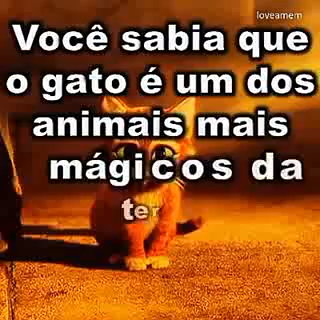 loveamem
Você sabia que
o gato é um dos
animais mais
mágicos da
ter